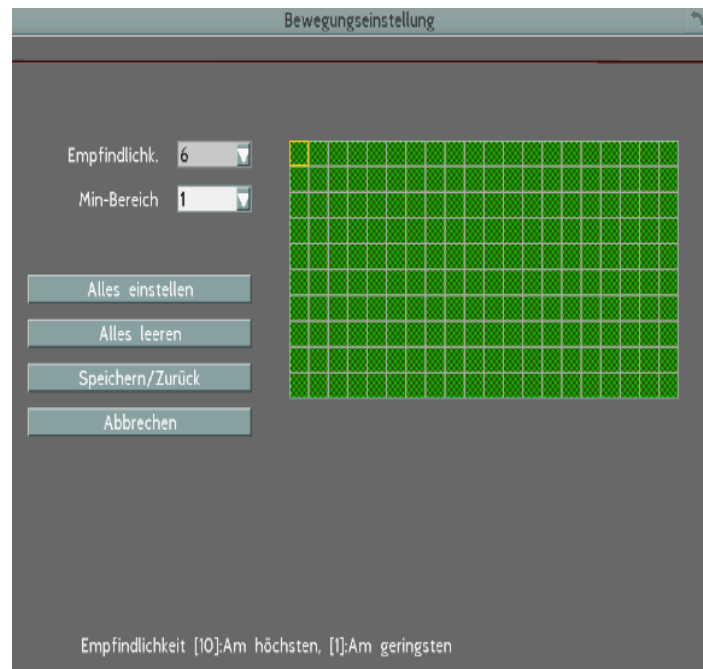 Bewegungseinstellung
Empfindlichk. 6
Min-Bereich 1
Alles einstellen
Alles leeren
Speichern/Zurück
Abbrechen
Empfindlichkeit [10]:Am höchsten, [1]:Am geringsten